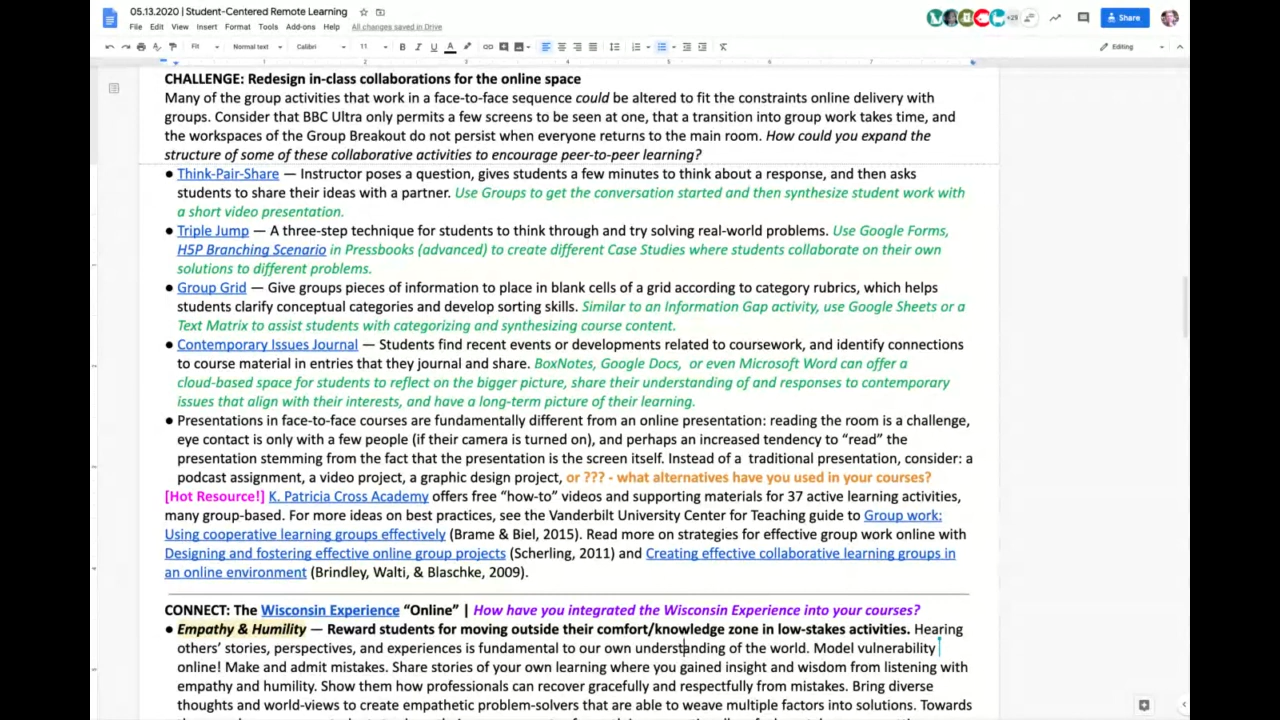 05.13.2020 | Student-Centered Remote Learning
File Edit View Insert Format Tools Add-ons Help All changes saved in Drive
+29
Share
Fit Normal text Calibri 11 B I U A Editing
1 2 3 4 5 6 7
CHALLENGE: Redesign in-class collaborations for the online space
Many of the group activities that work in a face-to-face sequence could be altered to fit the constraints online delivery with
groups. Consider that BBC Ultra only permits a few screens to be seen at one, that a transition into group work takes time, and
the workspaces of the Group Breakout do not persist when everyone returns to the main room. How could you expand the
structure of some of these collaborative activities to encourage peer-to-peer learning?
● Think-Pair-Share — Instructor poses a question, gives students a few minutes to think about a response, and then asks
students to share their ideas with a partner. Use Groups to get the conversation started and then synthesize student work with
a short video presentation.
● Triple Jump — A three-step technique for students to think through and try solving real-world problems. Use Google Forms,
H5P Branching Scenario in Pressbooks (advanced) to create different Case Studies where students collaborate on their own
solutions to different problems.
● Group Grid — Give groups pieces of information to place in blank cells of a grid according to category rubrics, which helps
students clarify conceptual categories and develop sorting skills. Similar to an Information Gap activity, use Google Sheets or a
Text Matrix to assist students with categorizing and synthesizing course content.
● Contemporary Issues Journal — Students find recent events or developments related to coursework, and identify connections
to course material in entries that they journal and share. BoxNotes, Google Docs, or even Microsoft Word can offer a
cloud-based space for students to reflect on the bigger picture, share their understanding of and responses to contemporary
issues that align with their interests, and have a long-term picture of their learning.
● Presentations in face-to-face courses are fundamentally different from an online presentation: reading the room is a challenge,
eye contact is only with a few people (if their camera is turned on), and perhaps an increased tendency to “read” the
presentation stemming from the fact that the presentation is the screen itself. Instead of a traditional presentation, consider: a
podcast assignment, a video project, a graphic design project, or ??? - what alternatives have you used in your courses?
[Hot Resource!] K. Patricia Cross Academy offers free “how-to” videos and supporting materials for 37 active learning activities,
many group-based. For more ideas on best practices, see the Vanderbilt University Center for Teaching guide to Group work:
Using cooperative learning groups effectively (Brame & Biel, 2015). Read more on strategies for effective group work online with
Designing and fostering effective online group projects (Scherling, 2011) and Creating effective collaborative learning groups in
an online environment (Brindley, Walti, & Blaschke, 2009).
CONNECT: The Wisconsin Experience “Online” | How have you integrated the Wisconsin Experience into your courses?
● Empathy & Humility — Reward students for moving outside their comfort/knowledge zone in low-stakes activities. Hearing
others’ stories, perspectives, and experiences is fundamental to our own understanding of the world. Model vulnerability
online! Make and admit mistakes. Share stories of your own learning where you gained insight and wisdom from listening with
empathy and humility. Show them how professionals can recover gracefully and respectfully from mistakes. Bring diverse
thoughts and world-views to create empathetic problem-solvers that are able to weave multiple factors into solutions. Towards